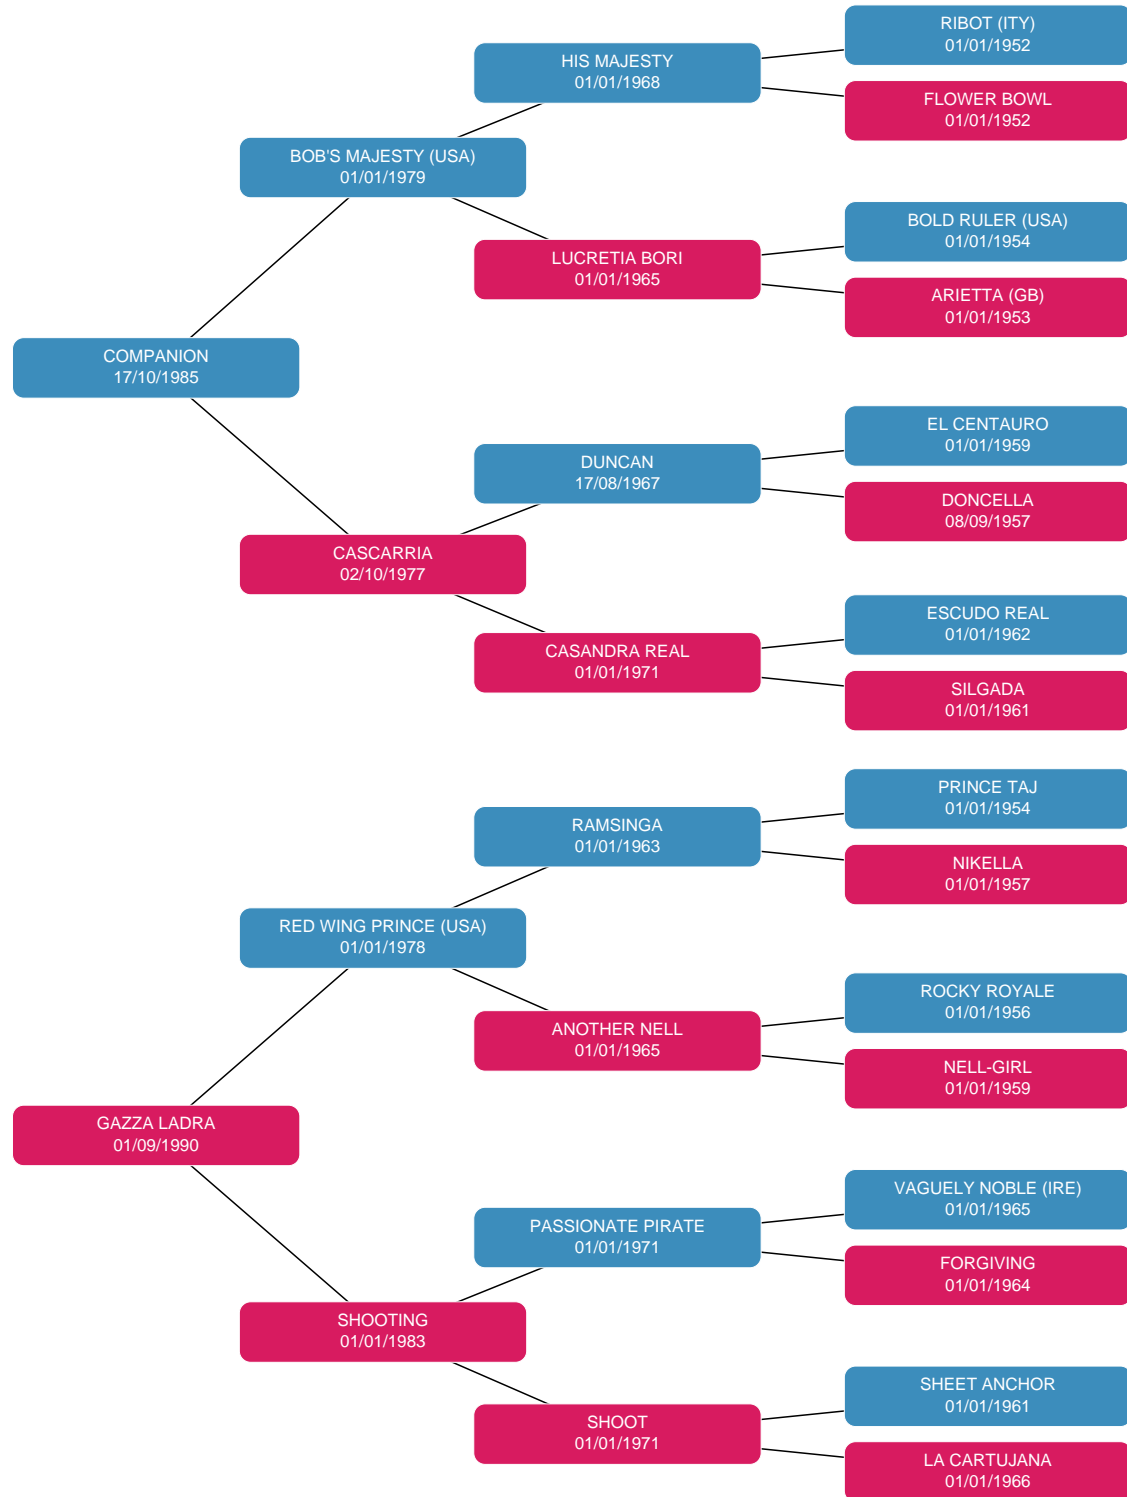 RIBOT (ITY)
01/01/1952
HIS MAJESTY
01/01/1968
FLOWER BOWL
01/01/1952
BOB'S MAJESTY (USA)
01/01/1979
BOLD RULER (USA)
01/01/1954
LUCRETIA BORI
01/01/1965
ARIETTA (GB)
01/01/1953
COMPANION
17/10/1985
EL CENTAURO
01/01/1959
DUNCAN
17/08/1967
DONCELLA
08/09/1957
CASCARRIA
02/10/1977
ESCUDO REAL
01/01/1962
CASANDRA REAL
01/01/1971
SILGADA
01/01/1961
PRINCE TAJ
01/01/1954
RAMSINGA
01/01/1963
NIKELLA
01/01/1957
RED WING PRINCE (USA)
01/01/1978
ROCKY ROYALE
01/01/1956
ANOTHER NELL
01/01/1965
NELL-GIRL
01/01/1959
GAZZA LADRA
01/09/1990
VAGUELY NOBLE (IRE)
01/01/1965
PASSIONATE PIRATE
01/01/1971
FORGIVING
01/01/1964
SHOOTING
01/01/1983
SHEET ANCHOR
01/01/1961
SHOOT
01/01/1971
LA CARTUJANA
01/01/1966